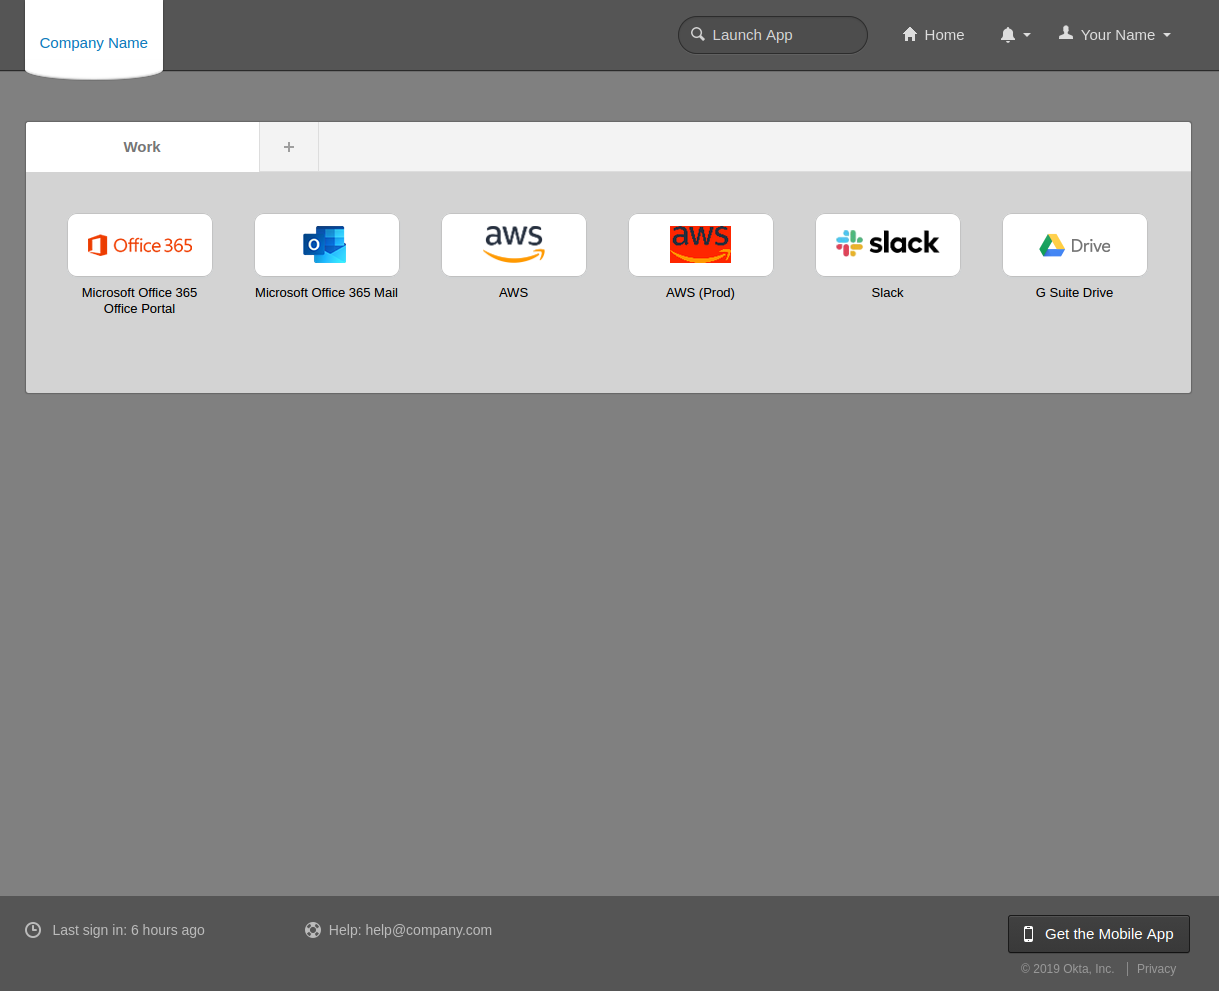 Company Name
Launch App
Home
Your Name
Work
+
Office 365
O
aws
aws
slack
Drive
Microsoft Office 365
Office Portal
Microsoft Office 365 Mail
AWS
AWS (Prod)
Slack
G Suite Drive
Last sign in: 6 hours ago
Help: help@company.com
Get the Mobile App
© 2019 Okta, Inc.
Privacy